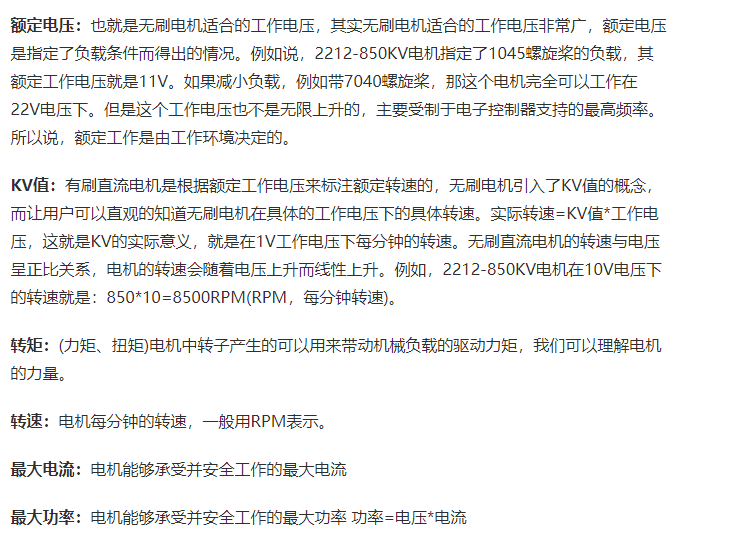 额定电压：也就是无刷电机适合的工作电压，其实无刷电机适合的工作电压非常广，额定电压
是指定了负载条件而得出的情况。例如说，2212-850KV电机指定了1045螺旋桨的负载，其
额定工作电压就是11V。如果减小负载，例如带7040螺旋桨，那这个电机完全可以工作在
22V电压下。但是这个工作电压也不是无限上升的，主要受制于电子控制器支持的最高频率。
所以说，额定工作是由工作环境决定的。
KV值：有刷直流电机是根据额定工作电压来标注额定转速的，无刷电机引入了KV值的概念，
而让用户可以直观的知道无刷电机在具体的工作电压下的具体转速。实际转速=KV值*工作电
压，这就是KV的实际意义，就是在1V工作电压下每分钟的转速。无刷直流电机的转速与电压
呈正比关系，电机的转速会随着电压上升而线性上升。例如，2212-850KV电机在10V电压下
的转速就是：850*10=8500RPM(RPM，每分钟转速)。
转矩：(力矩、扭矩)电机中转子产生的可以用来带动机械负载的驱动力矩，我们可以理解电机
的力量。
转速：电机每分钟的转速，一般用RPM表示。
最大电流：电机能够承受并安全工作的最大电流
最大功率：电机能够承受并安全工作的最大功率 功率=电压*电流